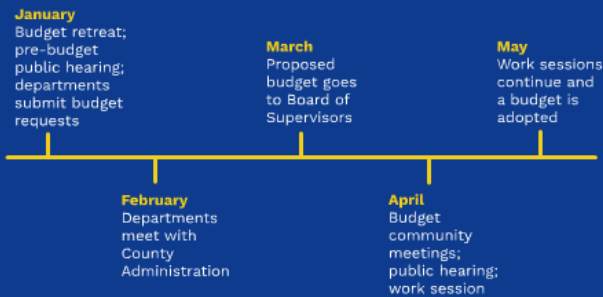 January
Budget retreat;
pre-budget
public hearing;
departments
submit budget
requests
February
Departments
meet with
County
Administration
March
Proposed
budget goes
to Board of
Supervisors
April
Budget
community
meetings;
public hearing;
work session
May
Work sessions
continue and
a budget is
adopted